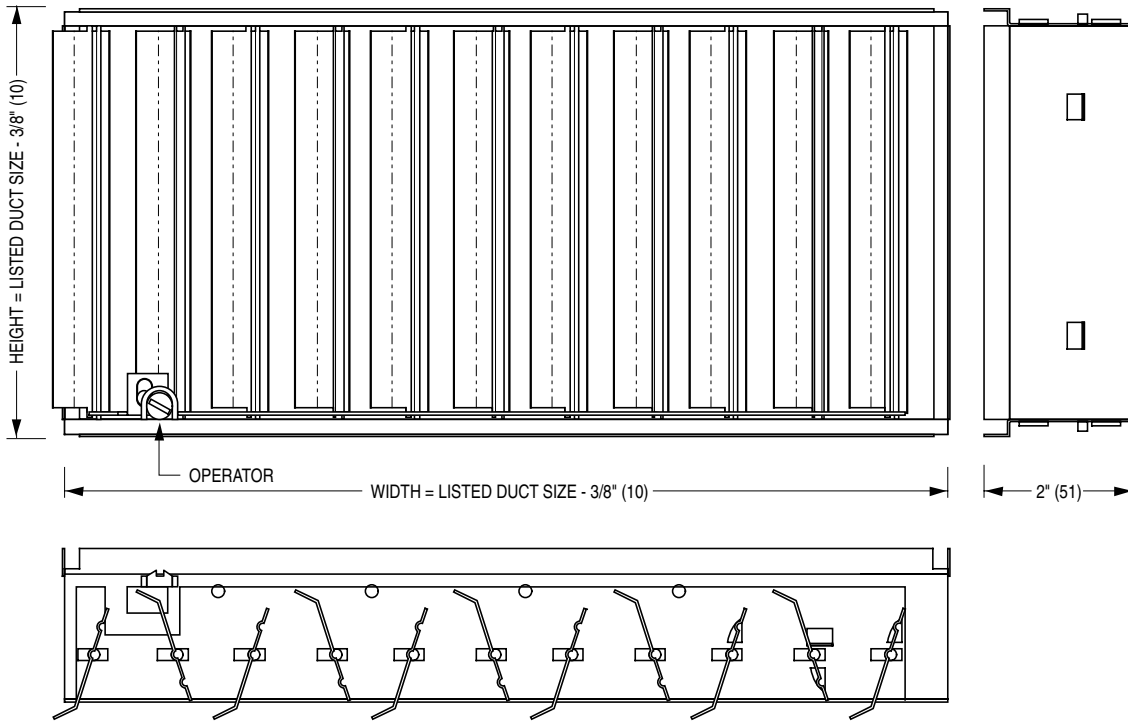 HEIGHT = LISTED DUCT SIZE - 3/8" (10)
OPERATOR
WIDTH = LISTED DUCT SIZE - 3/8" (10)
2" (51)